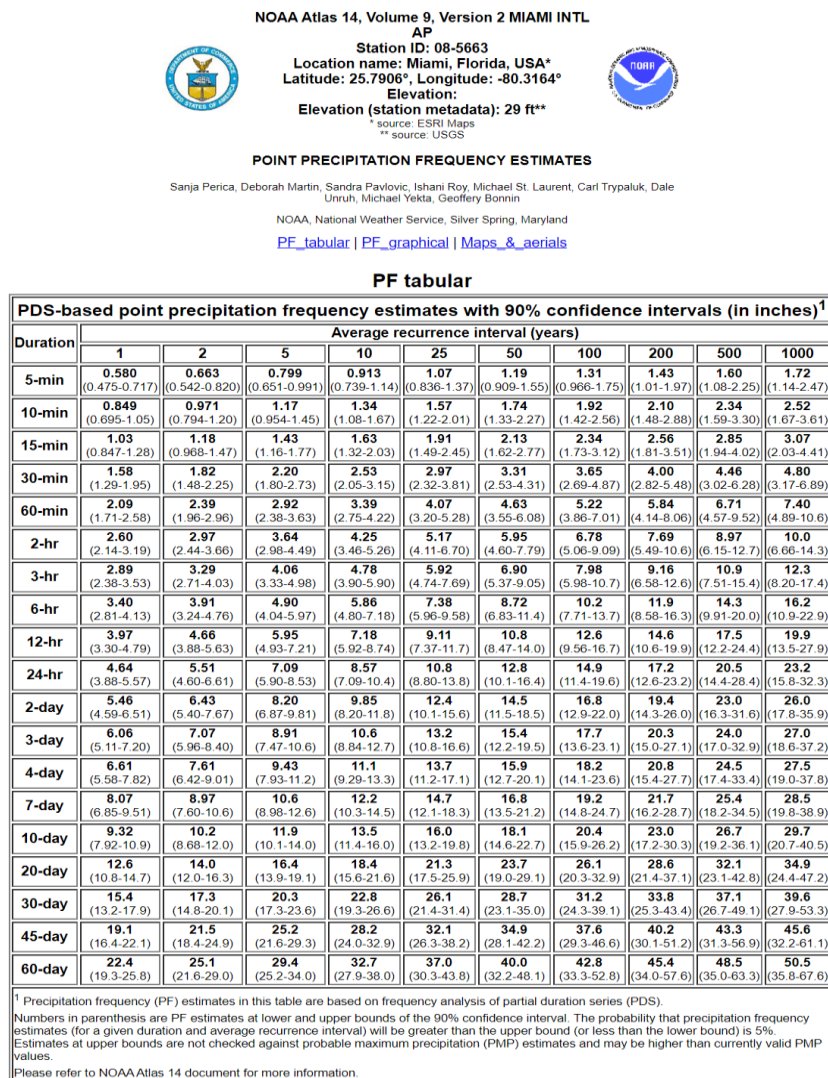 NOAA Atlas 14, Volume 9, Version 2 MIAMI INTL
AP
Station ID: 08-5663
Location name: Miami, Florida, USA*
Latitude: 25.7906°, Longitude: -80.3164°
Elevation:
Elevation (station metadata): 29 ft**
* source: ESRI Maps
** source: USGS
NOAA
POINT PRECIPITATION FREQUENCY ESTIMATES
Sanja Perica, Deborah Martin, Sandra Pavlovic, Ishani Roy, Michael St. Laurent, Carl Trypaluk, Dale
Unruh, Michael Yekta, Geoffery Bonnin
NOAA, National Weather Service, Silver Spring, Maryland
PF_tabular | PF_graphical | Maps_&_aerials
PF tabular
PDS-based point precipitation frequency estimates with 90% confidence intervals (in inches)1
Duration Average recurrence interval (years)
1 2 5 10 25 50 100 200 500 1000
5-min 0.580 0.663 0.799 0.913 1.07 1.19 1.31 1.43 1.60 1.72
(0.475-0.717) (0.542-0.820) (0.651-0.991) (0.739-1.14) (0.836-1.37) (0.909-1.55) (0.966-1.75) (1.01-1.97) (1.08-2.25) (1.14-2.47)
10-min 0.849 0.971 1.17 1.34 1.57 1.74 1.92 2.10 2.34 2.52
(0.695-1.05) (0.794-1.20) (0.954-1.45) (1.08-1.67) (1.22-2.01) (1.33-2.27) (1.42-2.56) (1.48-2.88) (1.59-3.30) (1.67-3.61)
15-min 1.03 1.18 1.43 1.63 1.91 2.13 2.34 2.56 2.85 3.07
(0.847-1.28) (0.968-1.47) (1.16-1.77) (1.32-2.03) (1.49-2.45) (1.62-2.77) (1.73-3.12) (1.81-3.51) (1.94-4.02) (2.03-4.41)
30-min 1.58 1.82 2.20 2.53 2.97 3.31 3.65 4.00 4.46 4.80
(1.29-1.95) (1.48-2.25) (1.80-2.73) (2.05-3.15) (2.32-3.81) (2.53-4.31) (2.69-4.87) (2.82-5.48) (3.02-6.28) (3.17-6.89)
60-min 2.09 2.39 2.92 3.39 4.07 4.63 5.22 5.84 6.71 7.40
(1.71-2.58) (1.96-2.96) (2.38-3.63) (2.75-4.22) (3.20-5.28) (3.55-6.08) (3.86-7.01) (4.14-8.06) (4.57-9.52) (4.89-10.6)
2-hr 2.60 2.97 3.64 4.25 5.17 5.95 6.78 7.69 8.97 10.0
(2.14-3.19) (2.44-3.66) (2.98-4.49) (3.46-5.26) (4.11-6.70) (4.60-7.79) (5.06-9.09) (5.49-10.6) (6.15-12.7) (6.66-14.3)
3-hr 2.89 3.29 4.06 4.78 5.92 6.90 7.98 9.16 10.9 12.3
(2.38-3.53) (2.71-4.03) (3.33-4.98) (3.90-5.90) (4.74-7.69) (5.37-9.05) (5.98-10.7) (6.58-12.6) (7.51-15.4) (8.20-17.4)
6-hr 3.40 3.91 4.90 5.86 7.38 8.72 10.2 11.9 14.3 16.2
(2.81-4.13) (3.24-4.76) (4.04-5.97) (4.80-7.18) (5.96-9.58) (6.83-11.4) (7.71-13.7) (8.58-16.3) (9.91-20.0) (10.9-22.9)
12-hr 3.97 4.66 5.95 7.18 9.11 10.8 12.6 14.6 17.5 19.9
(3.30-4.79) (3.88-5.63) (4.93-7.21) (5.92-8.74) (7.37-11.7) (8.47-14.0) (9.56-16.7) (10.6-19.9) (12.2-24.4) (13.5-27.9)
24-hr 4.64 5.51 7.09 8.57 10.8 12.8 14.9 17.2 20.5 23.2
(3.88-5.57) (4.60-6.61) (5.90-8.53) (7.09-10.4) (8.80-13.8) (10.1-16.4) (11.4-19.6) (12.6-23.2) (14.4-28.4) (15.8-32.3)
2-day 5.46 6.43 8.20 9.85 12.4 14.5 16.8 19.4 23.0 26.0
(4.59-6.51) (5.40-7.67) (6.87-9.81) (8.20-11.8) (10.1-15.6) (11.5-18.5) (12.9-22.0) (14.3-26.0) (16.3-31.6) (17.8-35.9)
3-day 6.06 7.07 8.91 10.6 13.2 15.4 17.7 20.3 24.0 27.0
(5.11-7.20) (5.96-8.40) (7.47-10.6) (8.84-12.7) (10.8-16.6) (12.2-19.5) (13.6-23.1) (15.0-27.1) (17.0-32.9) (18.6-37.2)
4-day 6.61 7.61 9.43 11.1 13.7 15.9 18.2 20.8 24.5 27.5
(5.58-7.82) (6.42-9.01) (7.93-11.2) (9.29-13.3) (11.2-17.1) (12.7-20.1) (14.1-23.6) (15.4-27.7) (17.4-33.4) (19.0-37.8)
7-day 8.07 8.97 10.6 12.2 14.7 16.8 19.2 21.7 25.4 28.5
(6.85-9.51) (7.60-10.6) (8.98-12.6) (10.3-14.5) (12.1-18.3) (13.5-21.2) (14.8-24.7) (16.2-28.7) (18.2-34.5) (19.8-38.9)
10-day 9.32 10.2 11.9 13.5 16.0 18.1 20.4 23.0 26.7 29.7
(7.92-10.9) (8.68-12.0) (10.1-14.0) (11.4-16.0) (13.2-19.8) (14.6-22.7) (15.9-26.2) (17.2-30.3) (19.2-36.1) (20.7-40.5)
20-day 12.6 14.0 16.4 18.4 21.3 23.7 26.1 28.6 32.1 34.9
(10.8-14.7) (12.0-16.3) (13.9-19.1) (15.6-21.6) (17.5-25.9) (19.0-29.1) (20.3-32.9) (21.4-37.1) (23.1-42.8) (24.4-47.2)
30-day 15.4 17.3 20.3 22.8 26.1 28.7 31.2 33.8 37.1 39.6
(13.2-17.9) (14.8-20.1) (17.3-23.6) (19.3-26.6) (21.4-31.4) (23.1-35.0) (24.3-39.1) (25.3-43.4) (26.7-49.1) (27.9-53.3)
45-day 19.1 21.5 25.2 28.2 32.1 34.9 37.6 40.2 43.3 45.6
(16.4-22.1) (18.4-24.9) (21.6-29.3) (24.0-32.9) (26.3-38.2) (28.1-42.2) (29.3-46.6) (30.1-51.2) (31.3-56.9) (32.2-61.1)
60-day 22.4 25.1 29.4 32.7 37.0 40.0 42.8 45.4 48.5 50.5
(19.3-25.8) (21.6-29.0) (25.2-34.0) (27.9-38.0) (30.3-43.8) (32.2-48.1) (33.3-52.8) (34.0-57.6) (35.0-63.3) (35.8-67.6)
1 Precipitation frequency (PF) estimates in this table are based on frequency analysis of partial duration series (PDS).
Numbers in parenthesis are PF estimates at lower and upper bounds of the 90% confidence interval. The probability that precipitation frequency
estimates (for a given duration and average recurrence interval) will be greater than the upper bound (or less than the lower bound) is 5%.
Estimates at upper bounds are not checked against probable maximum precipitation (PMP) estimates and may be higher than currently valid PMP
values.
Please refer to NOAA Atlas 14 document for more information.